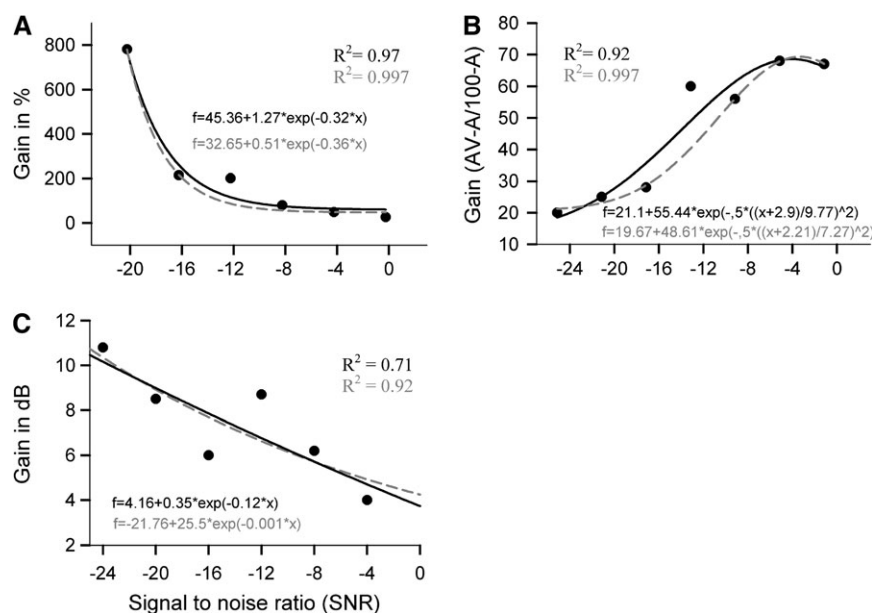 A
B
800
600
400
200
0
Gain in %
R²= 0.97
R²= 0.997
f=45.36+1.27*exp(-0.32*x)
f=32.65+0.51*exp(-0.36*x)
-20 -16 -12 -8 -4 0
80
70
60
50
40
30
20
10
Gain (AV-A/100-A)
R²= 0.92
R²= 0.997
f=21.1+55.44*exp(-,5*((x+2.9)/9.77)^2)
f=19.67+48.61*exp(-,5*((x+2.21)/7.27)^2)
-24 -20 -16 -12 -8 -4 0
C
12
10
8
6
4
2
Gain in dB
R² = 0.71
R² = 0.92
f=4.16+0.35*exp(-0.12*x)
f=-21.76+25.5*exp(-0.001*x)
-24 -20 -16 -12 -8 -4 0
Signal to noise ratio (SNR)